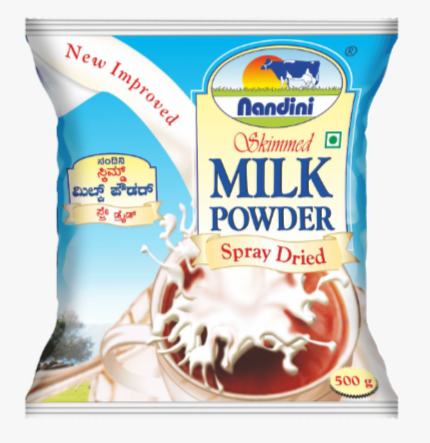 New Improved
®
Nandini
Skimmed
MILK
POWDER
Spray Dried
ನಂದಿನಿ
ಸ್ಕಿಮ್ಡ್
ಮಿಲ್ಕ್ ಪೌಡರ್
ಸ್ಪ್ರೇ ಡ್ರೈಡ್
500 g